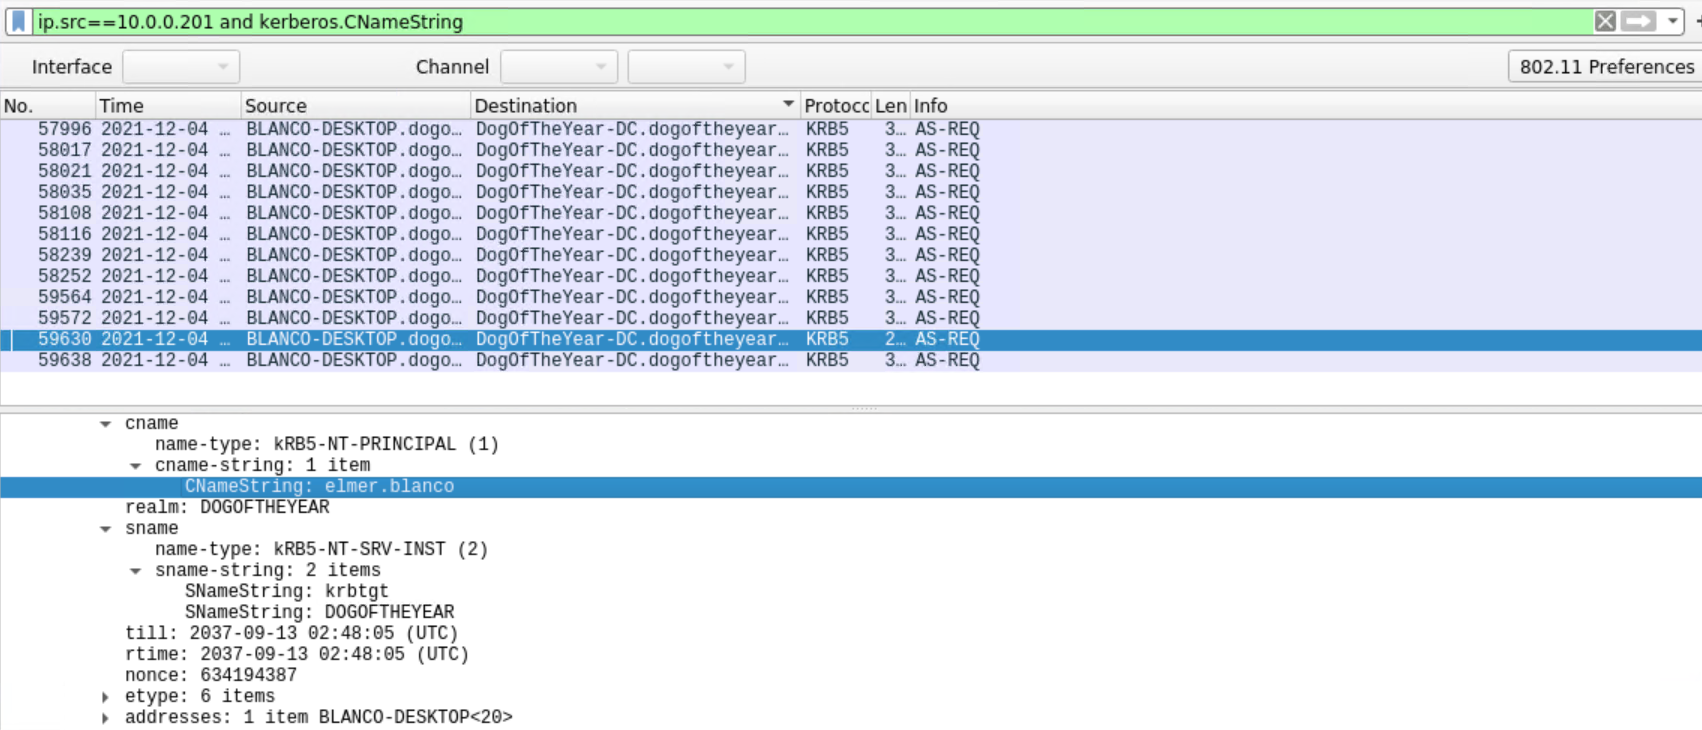 ip.src==10.0.0.201 and kerberos.CNameString
Interface Channel 802.11 Preferences
No. Time Source Destination Protocc Len Info
57996 2021-12-04 … BLANCO-DESKTOP.dogo… DogOfTheYear-DC.dogoftheyear… KRB5 3… AS-REQ
58017 2021-12-04 … BLANCO-DESKTOP.dogo… DogOfTheYear-DC.dogoftheyear… KRB5 3… AS-REQ
58021 2021-12-04 … BLANCO-DESKTOP.dogo… DogOfTheYear-DC.dogoftheyear… KRB5 3… AS-REQ
58035 2021-12-04 … BLANCO-DESKTOP.dogo… DogOfTheYear-DC.dogoftheyear… KRB5 3… AS-REQ
58108 2021-12-04 … BLANCO-DESKTOP.dogo… DogOfTheYear-DC.dogoftheyear… KRB5 3… AS-REQ
58116 2021-12-04 … BLANCO-DESKTOP.dogo… DogOfTheYear-DC.dogoftheyear… KRB5 3… AS-REQ
58239 2021-12-04 … BLANCO-DESKTOP.dogo… DogOfTheYear-DC.dogoftheyear… KRB5 3… AS-REQ
58252 2021-12-04 … BLANCO-DESKTOP.dogo… DogOfTheYear-DC.dogoftheyear… KRB5 3… AS-REQ
59564 2021-12-04 … BLANCO-DESKTOP.dogo… DogOfTheYear-DC.dogoftheyear… KRB5 3… AS-REQ
59572 2021-12-04 … BLANCO-DESKTOP.dogo… DogOfTheYear-DC.dogoftheyear… KRB5 3… AS-REQ
59630 2021-12-04 … BLANCO-DESKTOP.dogo… DogOfTheYear-DC.dogoftheyear… KRB5 2… AS-REQ
59638 2021-12-04 … BLANCO-DESKTOP.dogo… DogOfTheYear-DC.dogoftheyear… KRB5 3… AS-REQ
cname
name-type: kRB5-NT-PRINCIPAL (1)
cname-string: 1 item
CNameString: elmer.blanco
realm: DOGOFTHEYEAR
sname
name-type: kRB5-NT-SRV-INST (2)
sname-string: 2 items
SNameString: krbtgt
SNameString: DOGOFTHEYEAR
till: 2037-09-13 02:48:05 (UTC)
rtime: 2037-09-13 02:48:05 (UTC)
nonce: 634194387
etype: 6 items
addresses: 1 item BLANCO-DESKTOP<20>